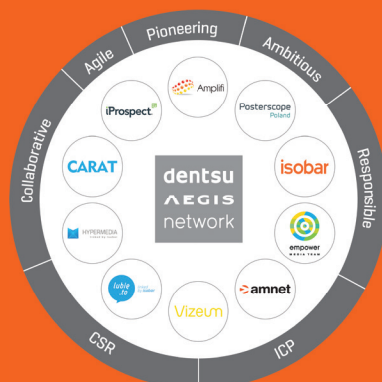 Pioneering
Ambitious
Responsible
ICP
CSR
Collaborative
Agile
Amplifi
Posterscope
Poland
isobar
empower
MEDIA TEAM
amnet
Vizeum
lubię
.to
HYPERMEDIA
CARAT
iProspect
dentsu
AEGIS
network